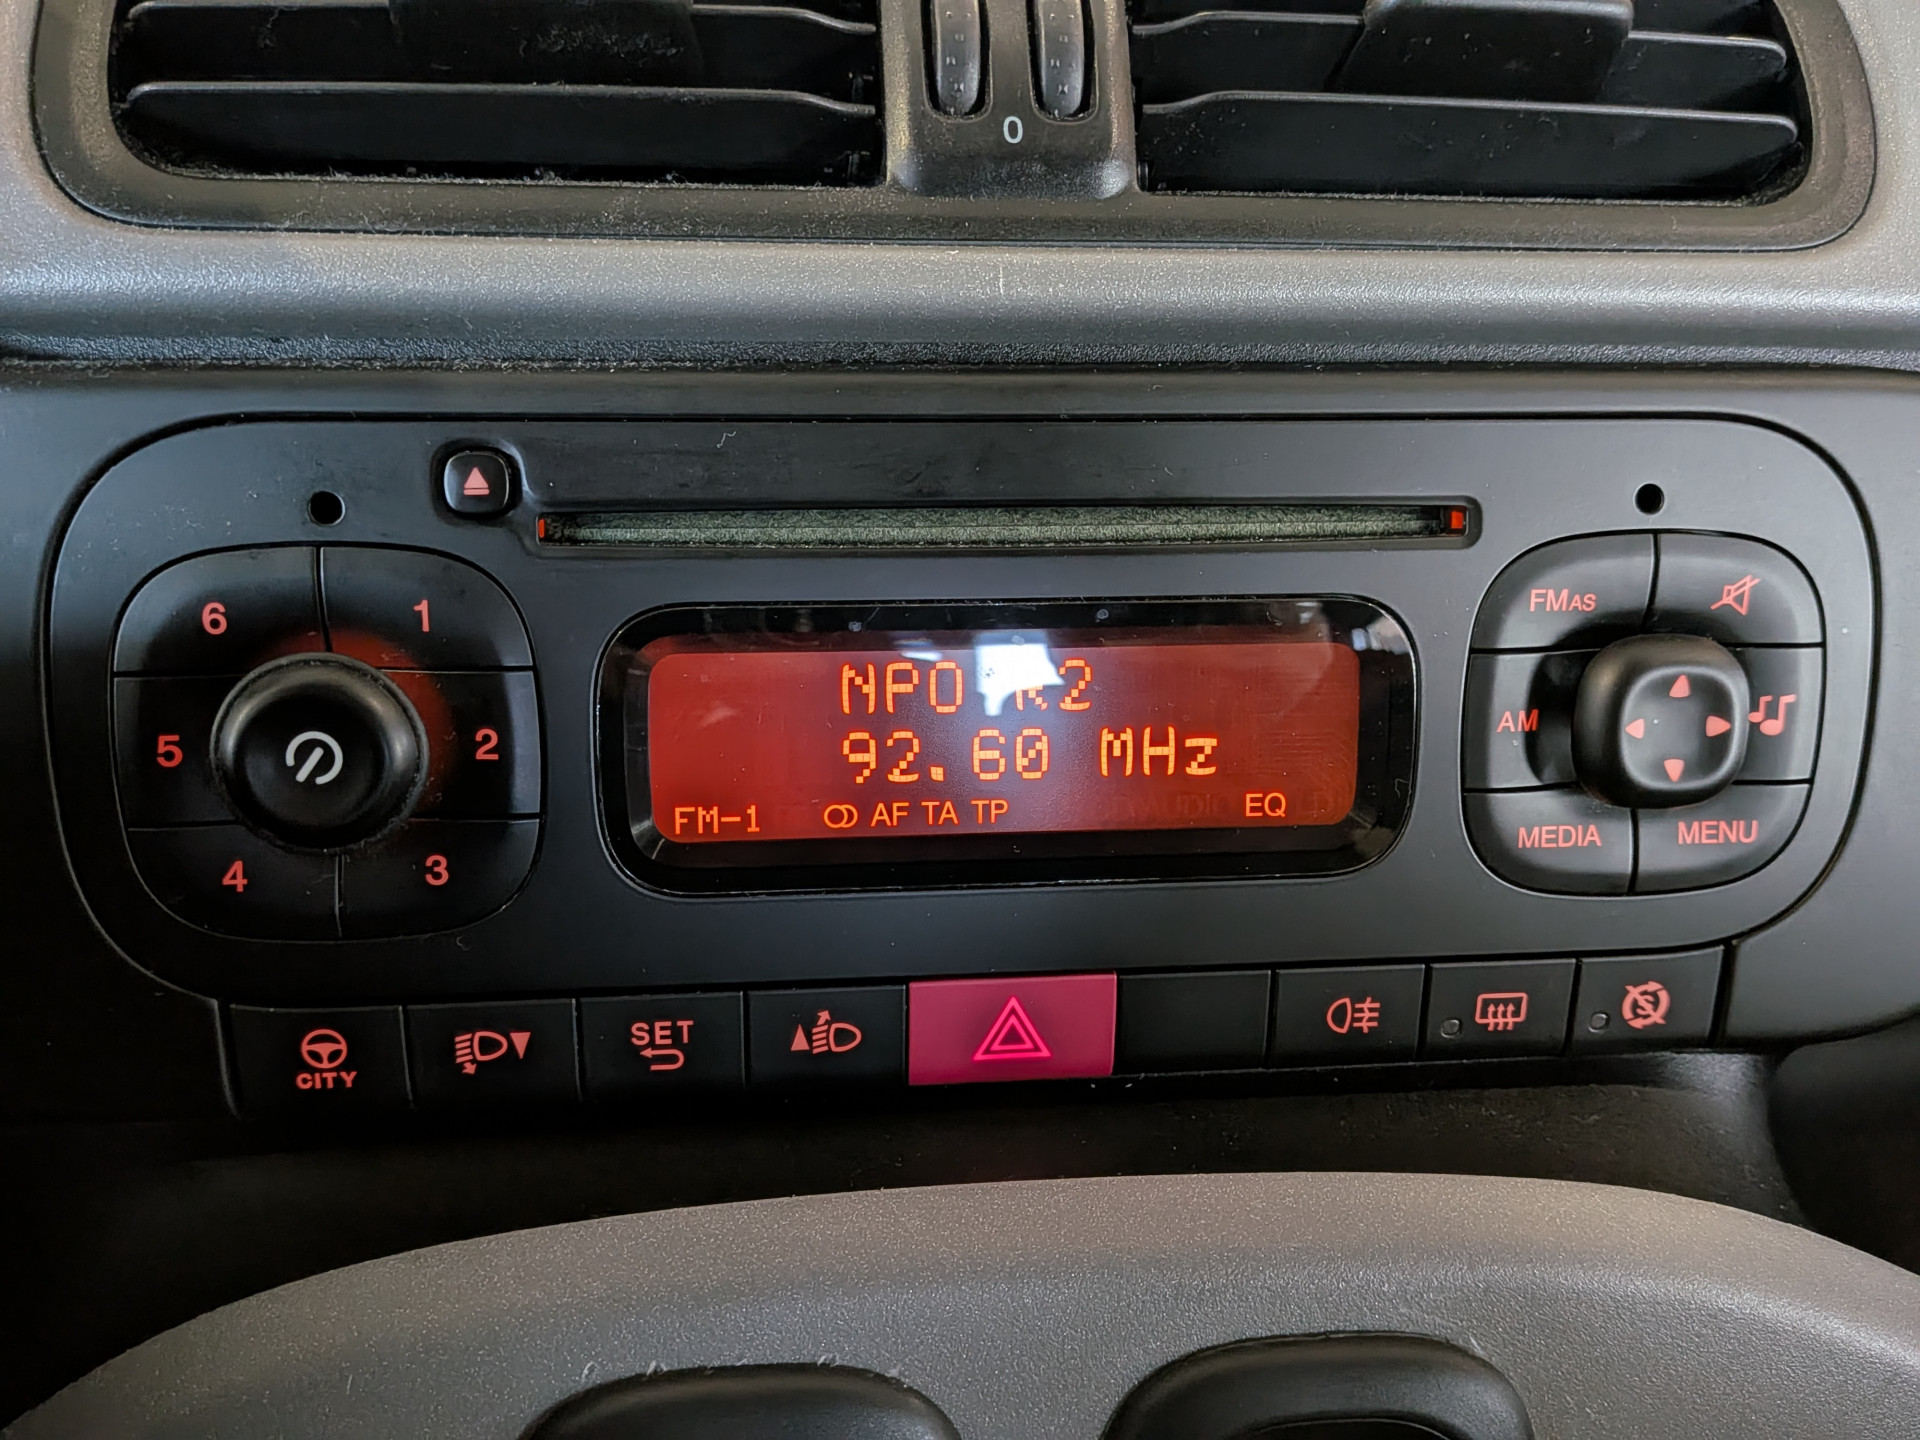 0
6 1
5 2
4 3
NPO R2
92.60 MHz
FM-1 AF TA TP EQ
FMAS
AM
MEDIA MENU
CITY
SET